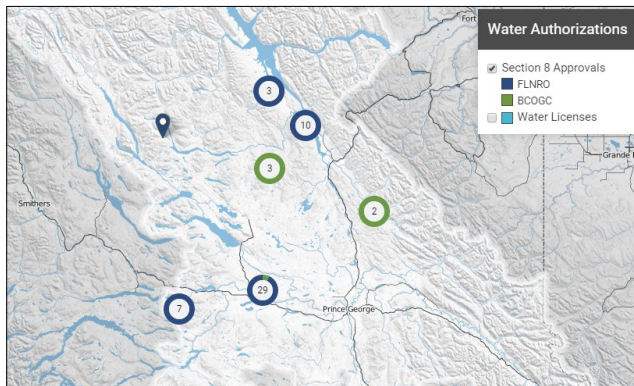 Fort
Water Authorizations
Section 8 Approvals
FLNRO
BCOGC
Water Licenses
3
10
3
Grande
Smithers
2
29
7
Prince George